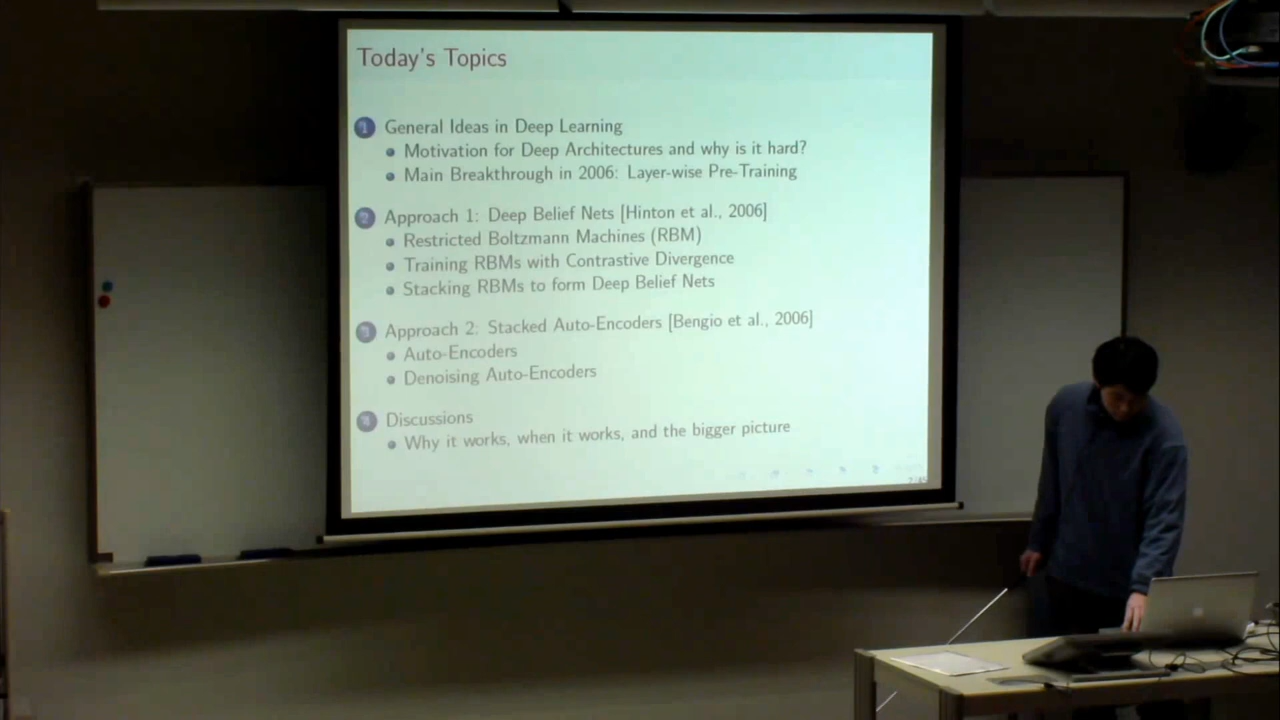 Today's Topics
1 General Ideas in Deep Learning
Motivation for Deep Architectures and why is it hard?
Main Breakthrough in 2006: Layer-wise Pre-Training
2 Approach 1: Deep Belief Nets [Hinton et al., 2006]
Restricted Boltzmann Machines (RBM)
Training RBMs with Contrastive Divergence
Stacking RBMs to form Deep Belief Nets
3 Approach 2: Stacked Auto-Encoders [Bengio et al., 2006]
Auto-Encoders
Denoising Auto-Encoders
4 Discussions
Why it works, when it works, and the bigger picture